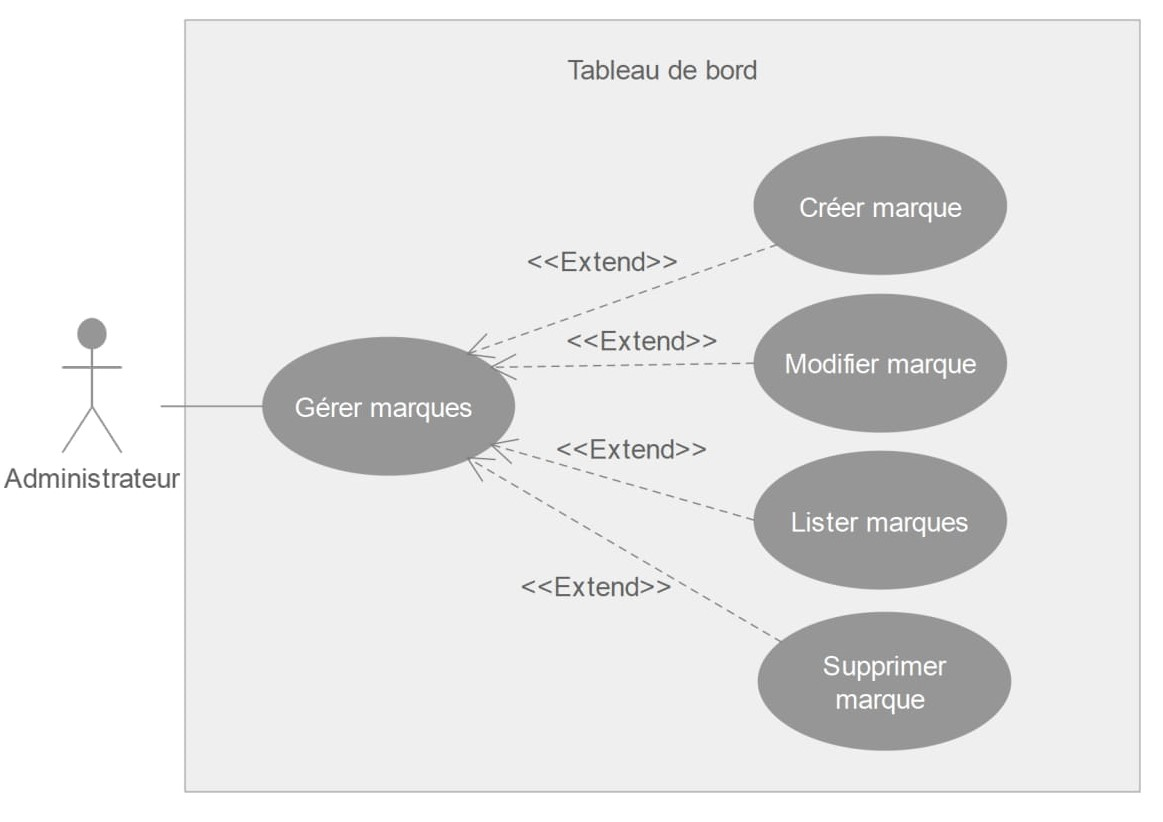 Tableau de bord
Créer marque
<<Extend>>
<<Extend>>
Modifier marque
Gérer marques
<<Extend>>
Administrateur
Lister marques
<<Extend>>
Supprimer
marque